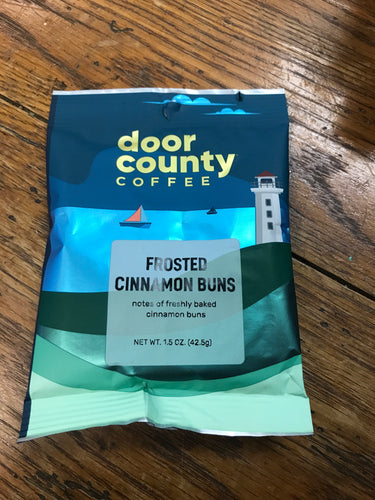 door
county
COFFEE
FROSTED
CINNAMON BUNS
notes of freshly baked
cinnamon buns
NET WT. 1.5 OZ. (42.5g)